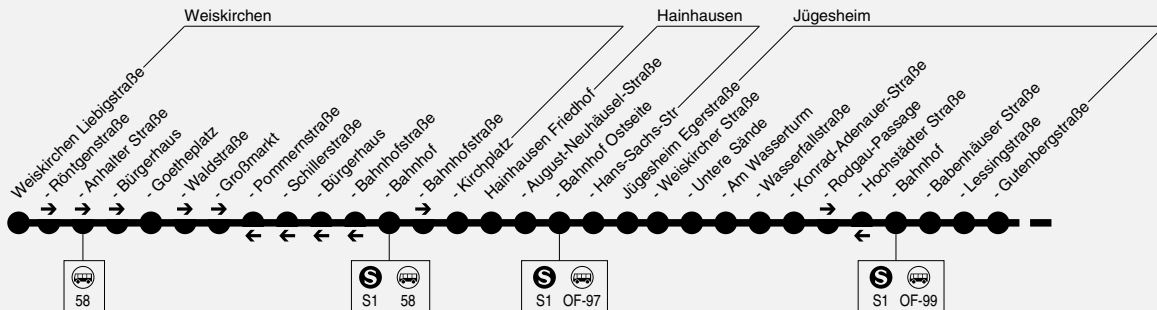 Weiskirchen
Hainhausen
Jügesheim
Weiskirchen Liebigstraße
- Röntgenstraße
- Anhalter Straße
- Bürgerhaus
- Goetheplatz
- Waldstraße
- Großmarkt
- Pommernstraße
- Schillerstraße
- Bürgerhaus
- Bahnhofstraße
- Bahnhof
- Bahnhofstraße
- Kirchplatz
Hainhausen Friedhof
- August-Neuhäusel-Straße
- Bahnhof Ostseite
- Hans-Sachs-Str
Jügesheim Egerstraße
- Weiskircher Straße
- Untere Sände
- Am Wasserturm
- Wasserfallstraße
- Konrad-Adenauer-Straße
- Rodgau-Passage
- Hochstädter Straße
- Bahnhof
- Babenhäuser Straße
- Lessingstraße
- Gutenbergstraße
58
S
S1 58
S
S1 OF-97
S
S1 OF-99